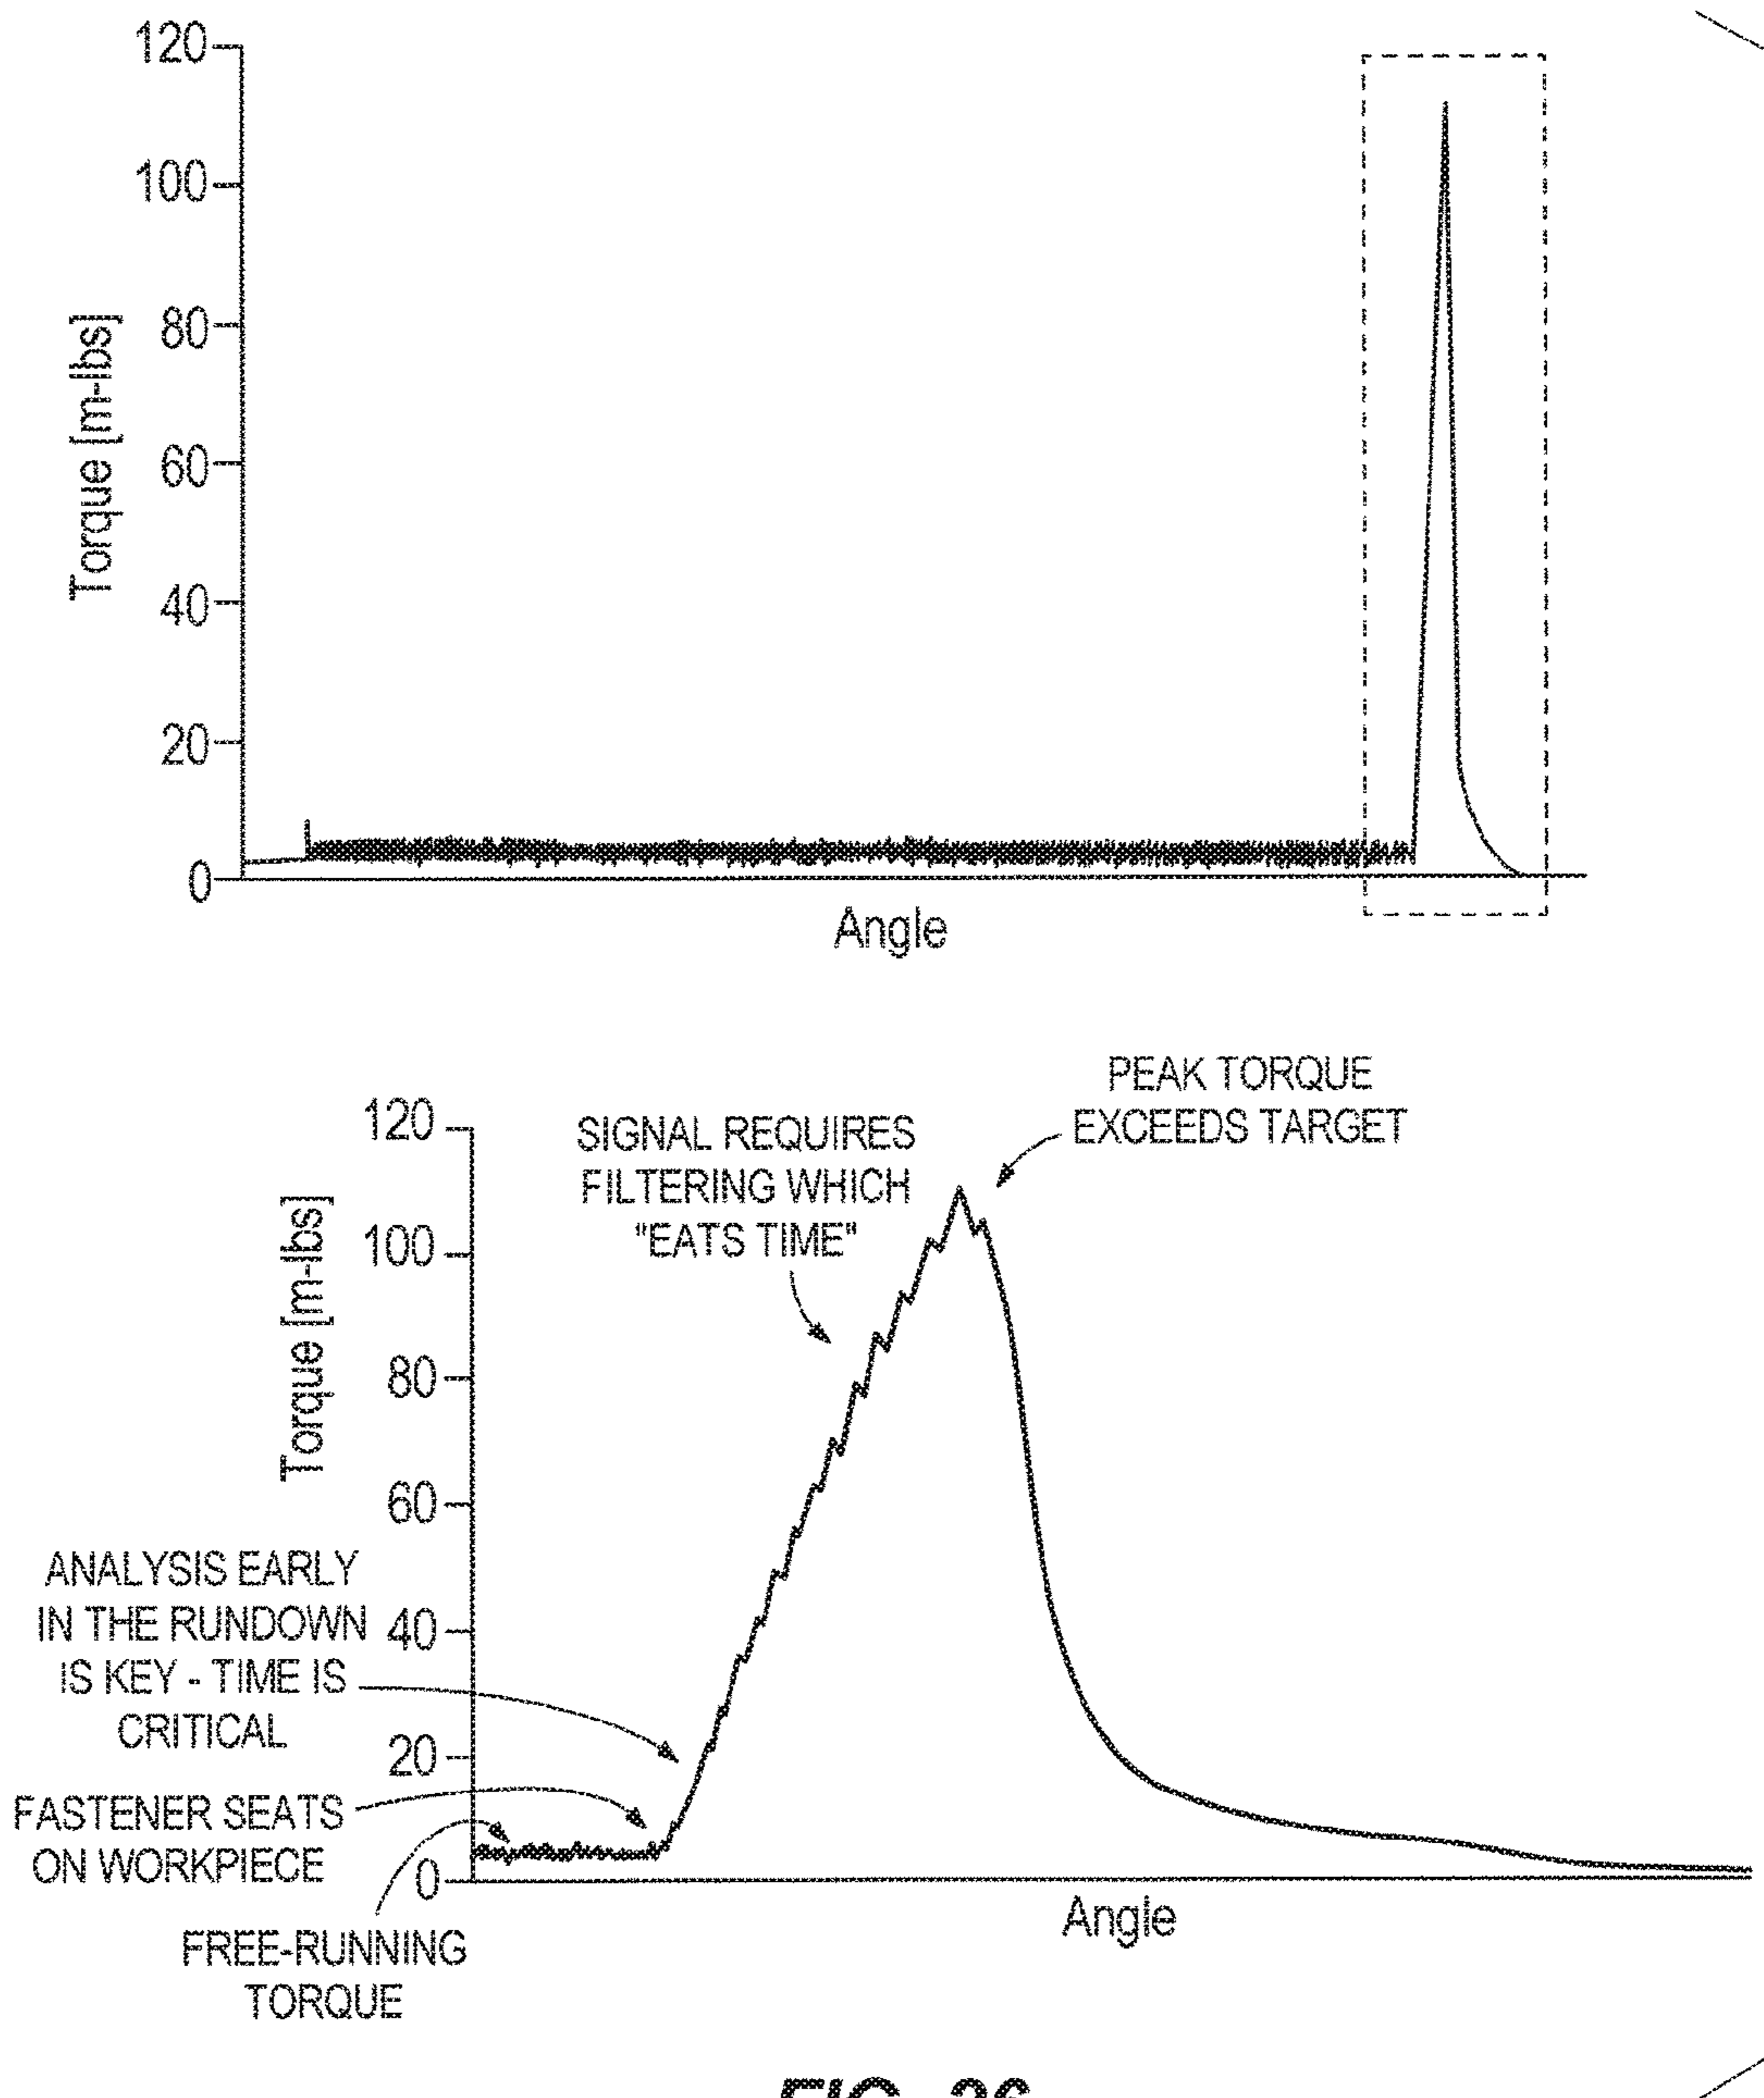 120
100
80
60
40
20
0
Torque [m-lbs]
Angle
PEAK TORQUE
EXCEEDS TARGET
SIGNAL REQUIRES
FILTERING WHICH
"EATS TIME"
120
100
80
60
40
20
0
Torque [m-lbs]
ANALYSIS EARLY
IN THE RUNDOWN
IS KEY - TIME IS
CRITICAL
FASTENER SEATS
ON WORKPIECE
FREE-RUNNING
TORQUE
Angle
FIG. 26